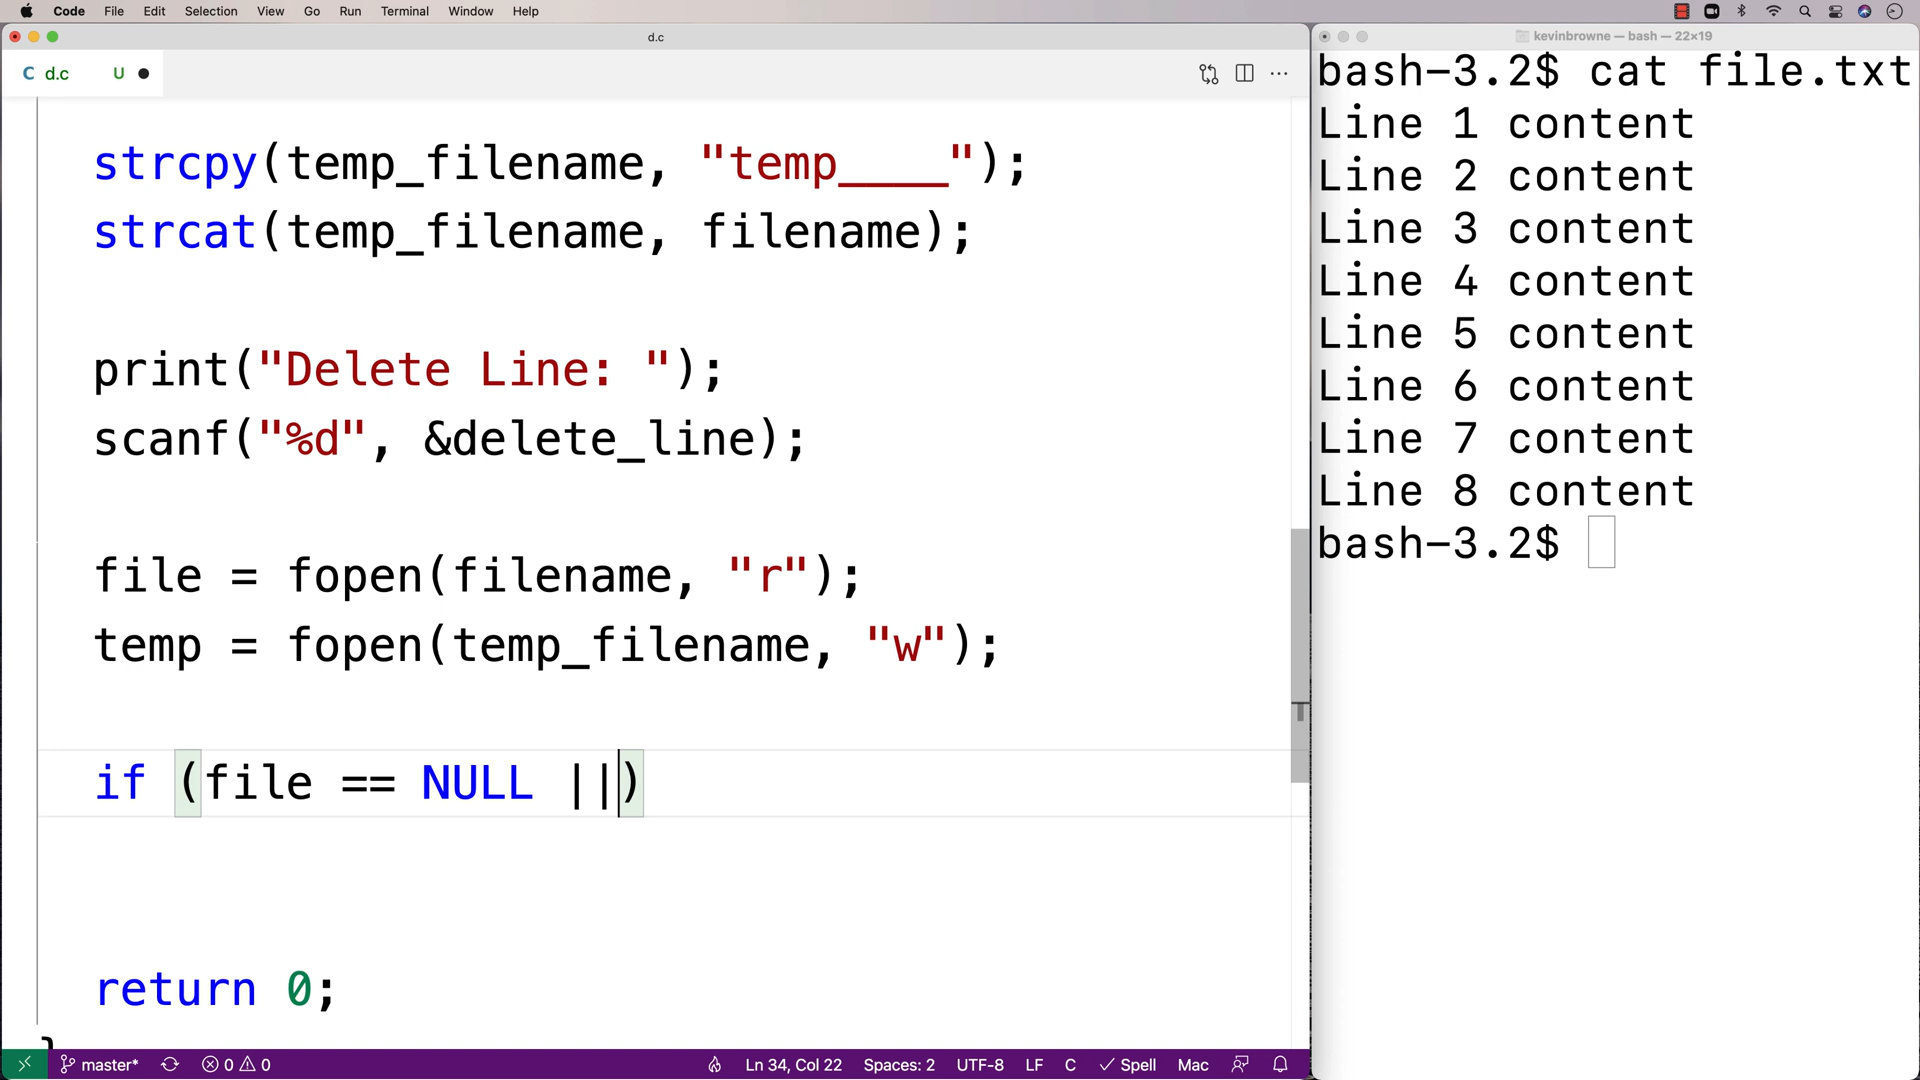 Code File Edit Selection View Go Run Terminal Window Help
d.c
C d.c U
strcpy(temp_filename, "temp____");
strcat(temp_filename, filename);
print("Delete Line: ");
scanf("%d", &delete_line);
file = fopen(filename, "r");
temp = fopen(temp_filename, "w");
if (file == NULL ||)
return 0;
}
master* 0 0 Ln 34, Col 22 Spaces: 2 UTF-8 LF C Spell Mac
kevinbrowne — bash — 22×19
bash-3.2$ cat file.txt
Line 1 content
Line 2 content
Line 3 content
Line 4 content
Line 5 content
Line 6 content
Line 7 content
Line 8 content
bash-3.2$